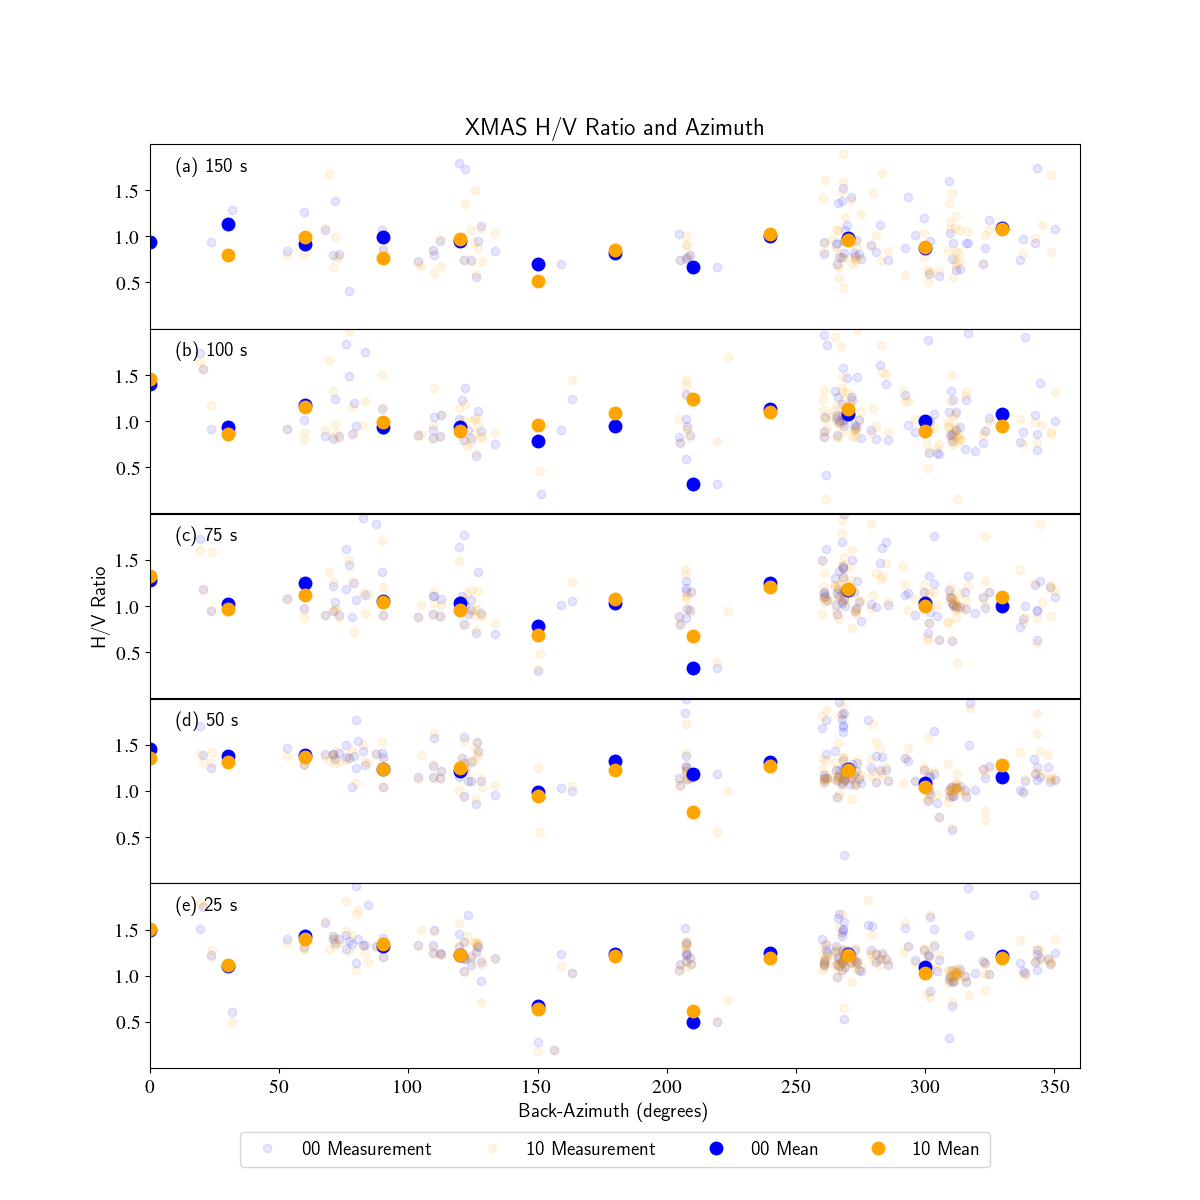 XMAS H/V Ratio and Azimuth
(a) 150 s
1.5
1.0
0.5
(b) 100 s
1.5
1.0
0.5
(c) 75 s
1.5
1.0
0.5
H/V Ratio
(d) 50 s
1.5
1.0
0.5
(e) 25 s
1.5
1.0
0.5
0 50 100 150 200 250 300 350
Back-Azimuth (degrees)
00 Measurement 10 Measurement 00 Mean 10 Mean